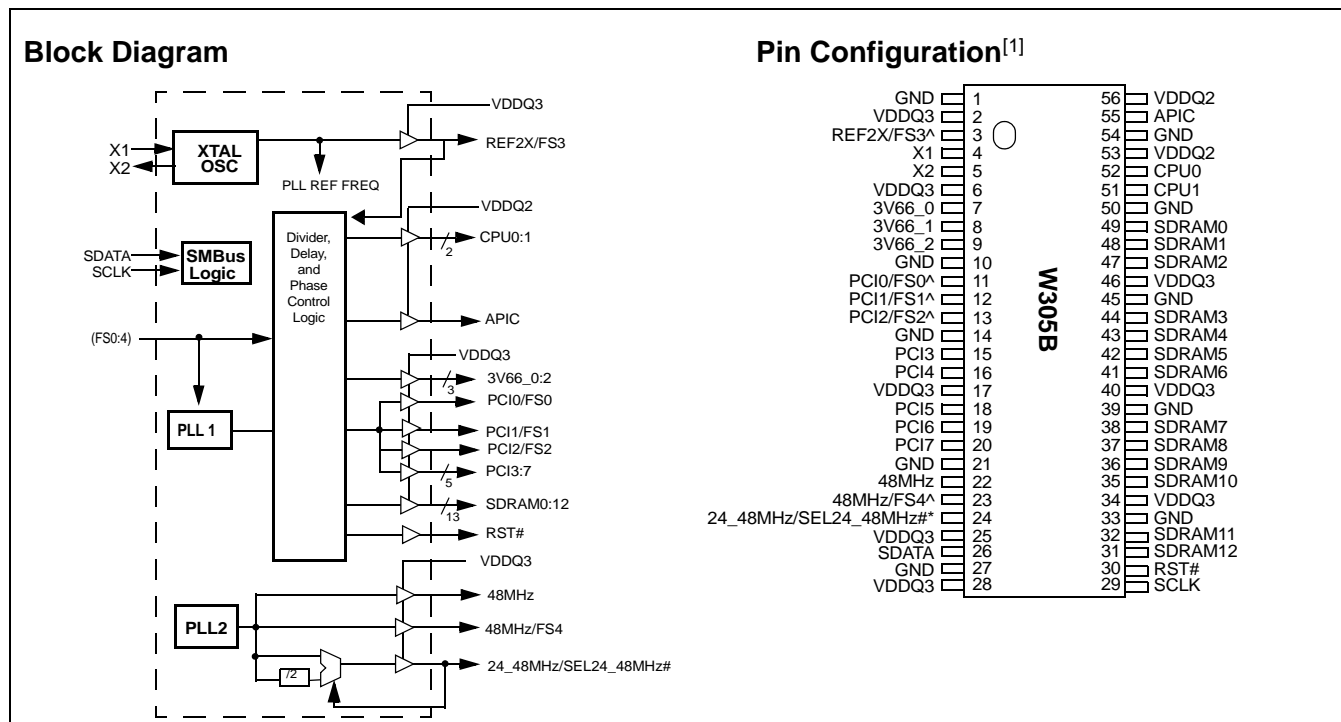 Block Diagram
VDDQ3
REF2X/FS3
X1
X2
XTAL
OSC
PLL REF FREQ
VDDQ2
Divider,
Delay,
and
Phase
Control
Logic
CPU0:1
2
SDATA
SCLK
SMBus
Logic
APIC
(FS0:4)
VDDQ3
3V66_0:2
3
PCI0/FS0
PLL 1
PCI1/FS1
PCI2/FS2
PCI3:7
5
SDRAM0:12
13
RST#
VDDQ3
48MHz
PLL2
48MHz/FS4
24_48MHz/SEL24_48MHz#
/2
Pin Configuration[1]
GND 1
VDDQ3 2
REF2X/FS3^ 3
X1 4
X2 5
VDDQ3 6
3V66_0 7
3V66_1 8
3V66_2 9
GND 10
PCI0/FS0^ 11
PCI1/FS1^ 12
PCI2/FS2^ 13
GND 14
PCI3 15
PCI4 16
VDDQ3 17
PCI5 18
PCI6 19
PCI7 20
GND 21
48MHz 22
48MHz/FS4^ 23
24_48MHz/SEL24_48MHz#* 24
VDDQ3 25
SDATA 26
GND 27
VDDQ3 28
W305B
56 VDDQ2
55 APIC
54 GND
53 VDDQ2
52 CPU0
51 CPU1
50 GND
49 SDRAM0
48 SDRAM1
47 SDRAM2
46 VDDQ3
45 GND
44 SDRAM3
43 SDRAM4
42 SDRAM5
41 SDRAM6
40 VDDQ3
39 GND
38 SDRAM7
37 SDRAM8
36 SDRAM9
35 SDRAM10
34 VDDQ3
33 GND
32 SDRAM11
31 SDRAM12
30 RST#
29 SCLK